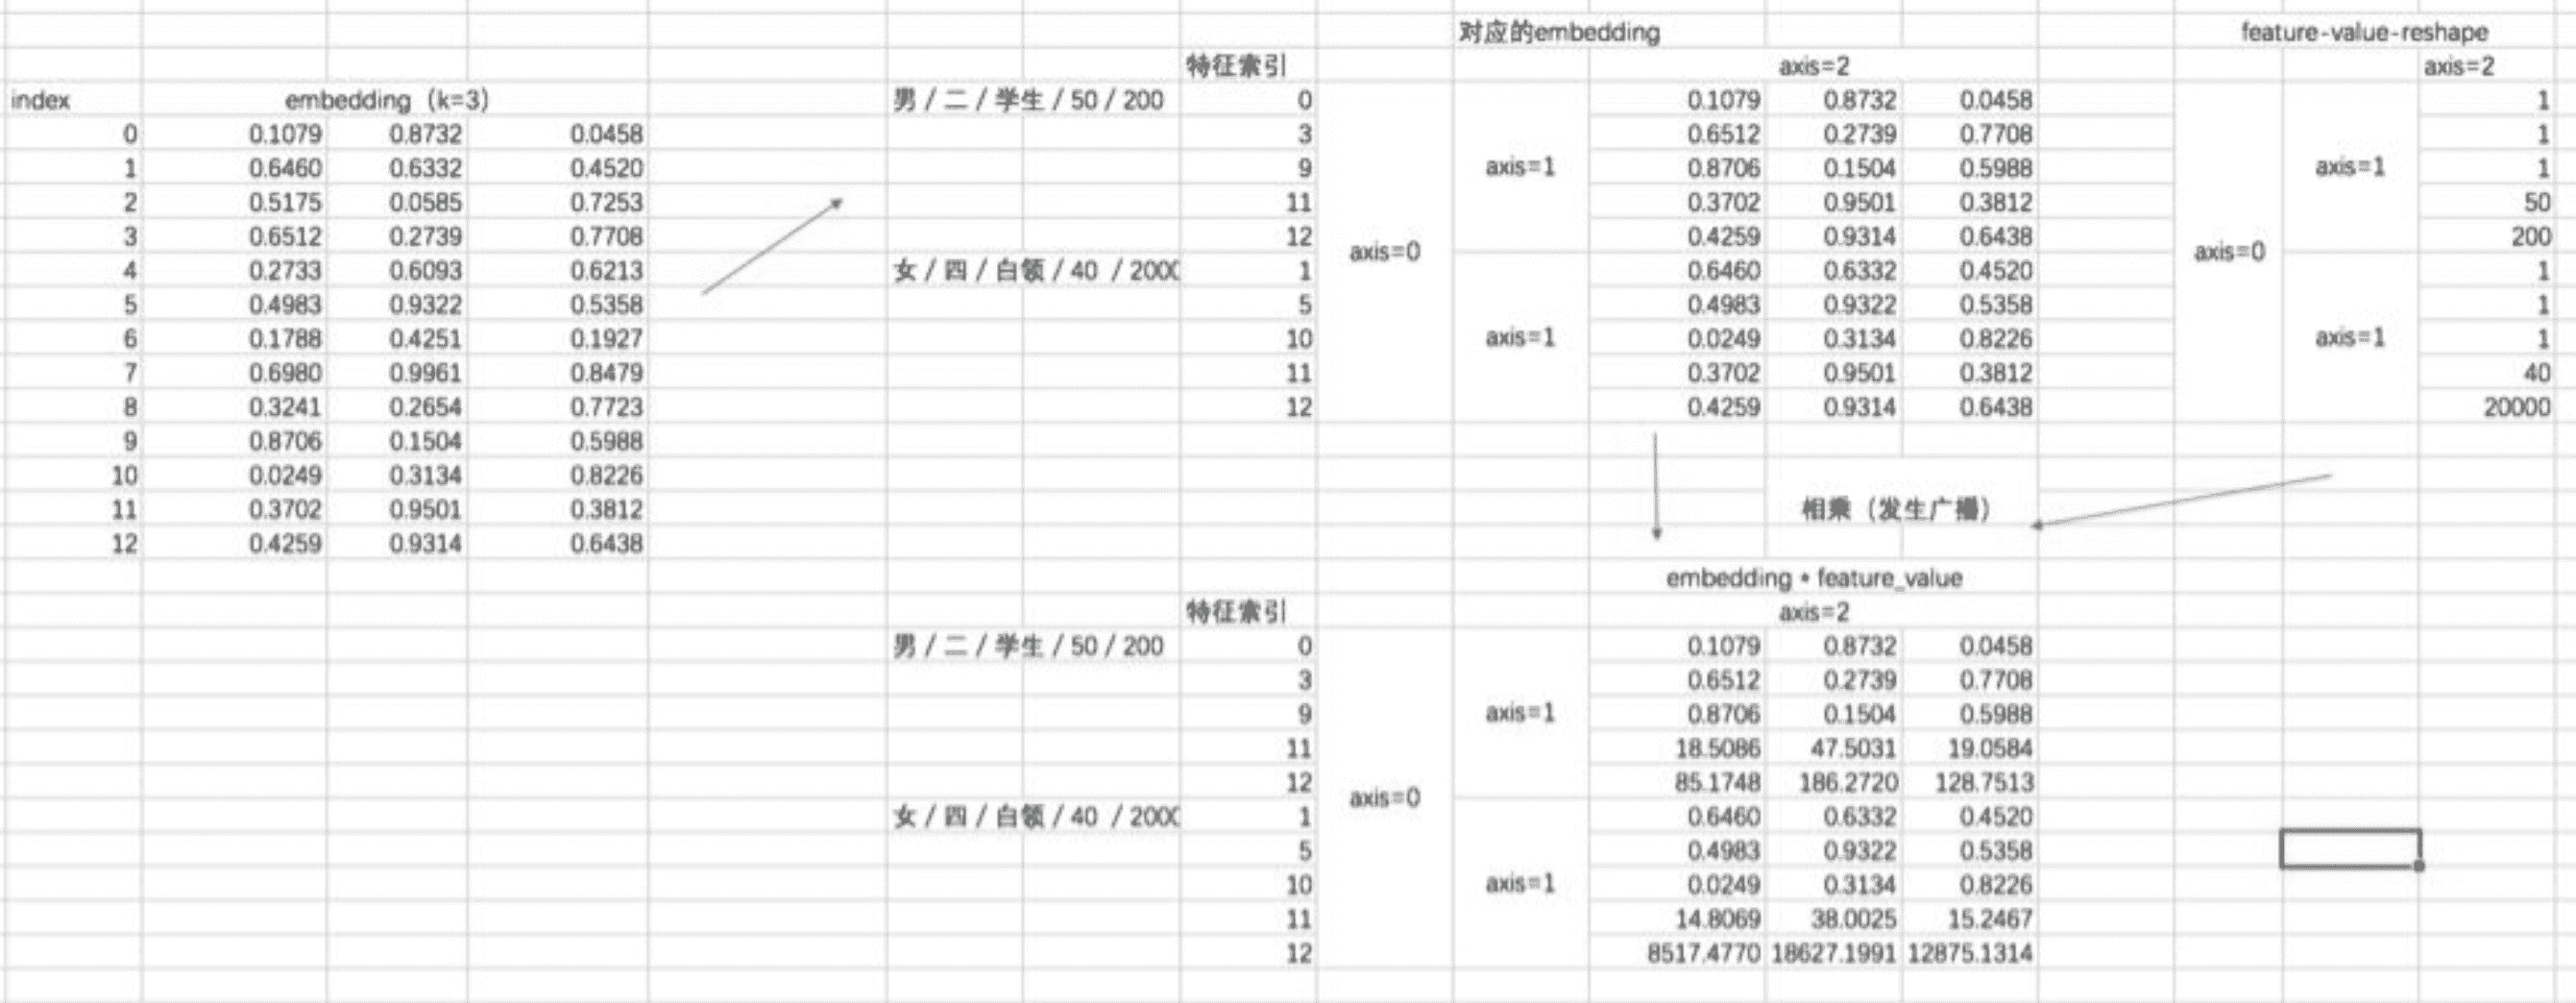 对应的embedding feature-value-reshape
特征索引 axis=2 axis=2
index embedding（k=3） 男 / 二 / 学生 / 50 / 200 0 0.1079 0.8732 0.0458 1
0 0.1079 0.8732 0.0458 3 0.6512 0.2739 0.7708 1
1 0.6460 0.6332 0.4520 9 axis=1 0.8706 0.1504 0.5988 axis=1 1
2 0.5175 0.0585 0.7253 11 0.3702 0.9501 0.3812 50
3 0.6512 0.2739 0.7708 12 axis=0 0.4259 0.9314 0.6438 axis=0 200
4 0.2733 0.6093 0.6213 女 / 四 / 白领 / 40 / 2000 1 0.6460 0.6332 0.4520 1
5 0.4983 0.9322 0.5358 5 0.4983 0.9322 0.5358 1
6 0.1788 0.4251 0.1927 10 axis=1 0.0249 0.3134 0.8226 axis=1 1
7 0.6980 0.9961 0.8479 11 0.3702 0.9501 0.3812 40
8 0.3241 0.2654 0.7723 12 0.4259 0.9314 0.6438 20000
9 0.8706 0.1504 0.5988
10 0.0249 0.3134 0.8226
11 0.3702 0.9501 0.3812 相乘（发生广播）
12 0.4259 0.9314 0.6438
embedding * feature_value
特征索引 axis=2
男 / 二 / 学生 / 50 / 200 0 0.1079 0.8732 0.0458
3 0.6512 0.2739 0.7708
9 axis=1 0.8706 0.1504 0.5988
11 18.5086 47.5031 19.0584
12 axis=0 85.1748 186.2720 128.7513
女 / 四 / 白领 / 40 / 2000 1 0.6460 0.6332 0.4520
5 0.4983 0.9322 0.5358
10 axis=1 0.0249 0.3134 0.8226
11 14.8069 38.0025 15.2467
12 8517.4770 18627.1991 12875.1314